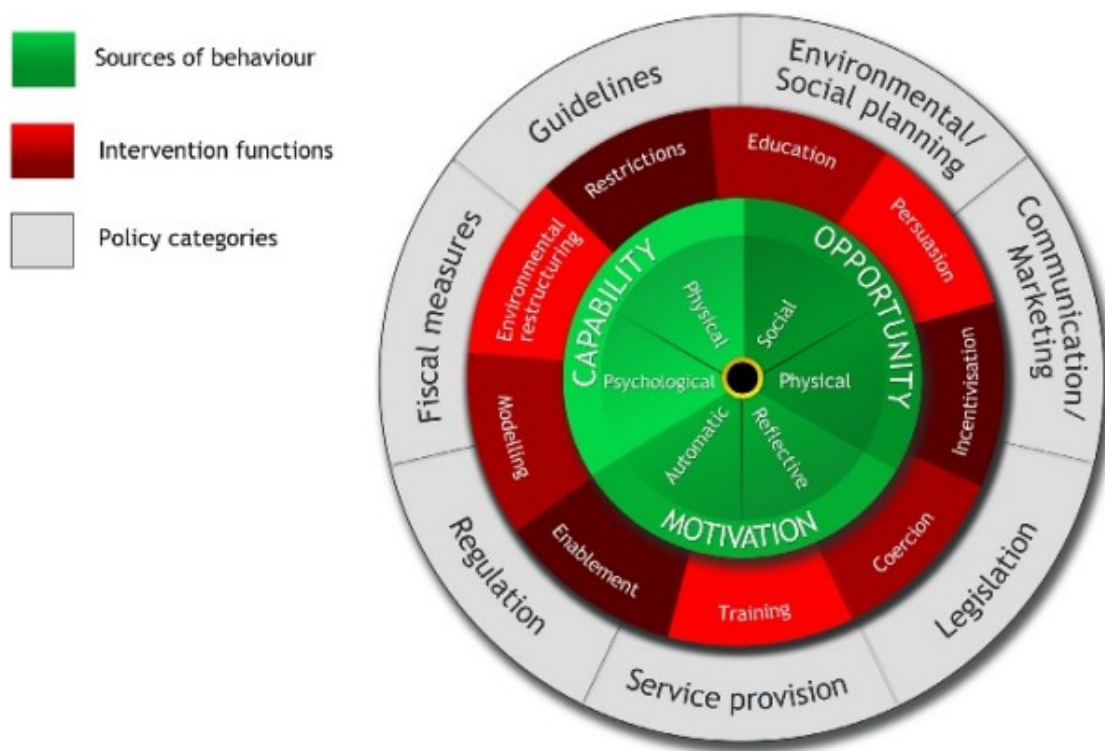 Sources of behaviour
Intervention functions
Policy categories
Guidelines
Environmental/
Social planning
Communication/
Marketing
Legislation
Service provision
Regulation
Fiscal measures
Restrictions
Education
Persuasion
Incentivisation
Coercion
Training
Enablement
Modelling
Environmental
restructuring
CAPABILITY
OPPORTUNITY
MOTIVATION
Physical
Social
Physical
Reflective
Automatic
Psychological